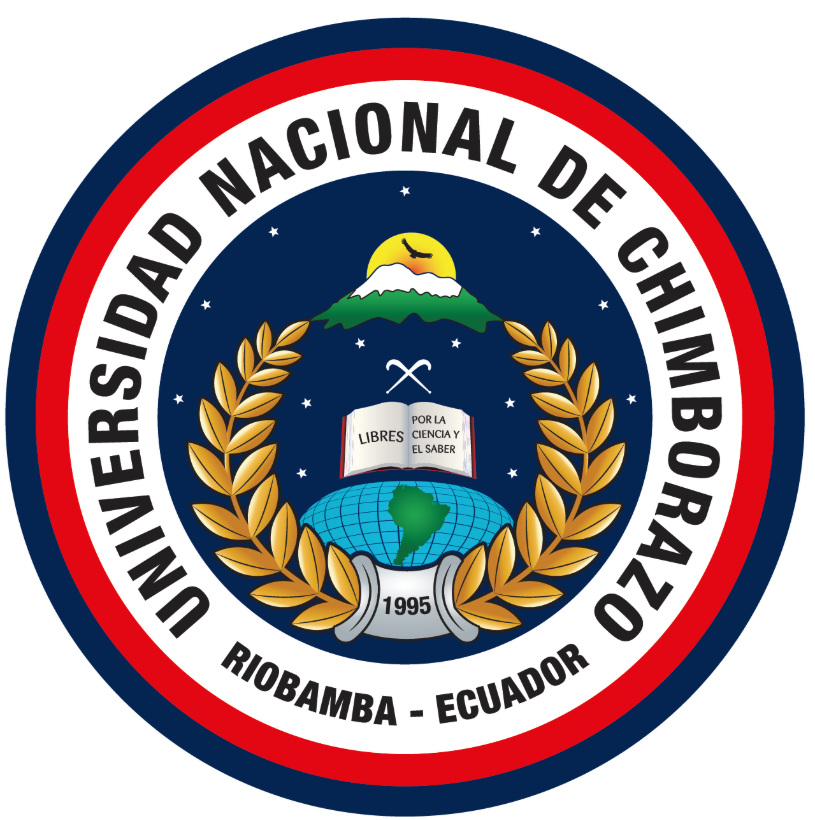 UNIVERSIDAD NACIONAL DE CHIMBORAZO
LIBRES
POR LA
CIENCIA Y
EL SABER
1995
RIOBAMBA - ECUADOR